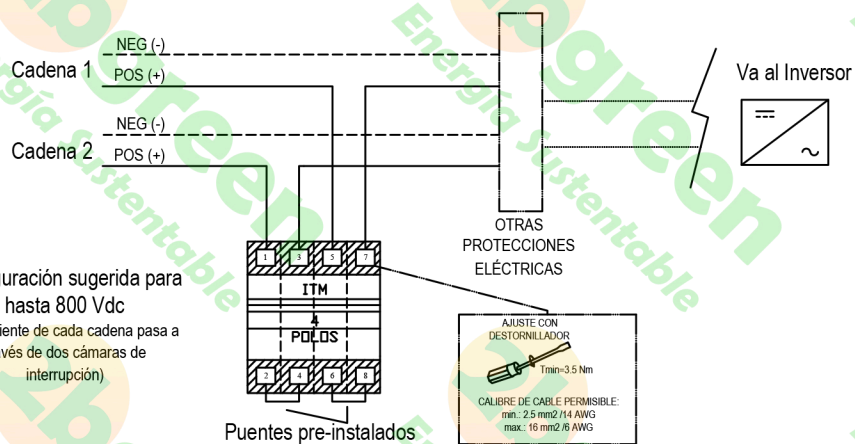 NEG (-)
Cadena 1
POS (+)
NEG (-)
Cadena 2
POS (+)
Va al Inversor
OTRAS
PROTECCIONES
ELÉCTRICAS
1 3 5 7
ITM
4
POLOS
2 4 6 8
Puentes pre-instalados
uración sugerida para
hasta 800 Vdc
iente de cada cadena pasa a
avés de dos cámaras de
interrupción)
AJUSTE CON
DESTORNILLADOR
Tmin=3.5 Nm
CALIBRE DE CABLE PERMISIBLE:
min.: 2.5 mm2 /14 AWG
max.: 16 mm2 /6 AWG
2bgreen
Energía Sustentable